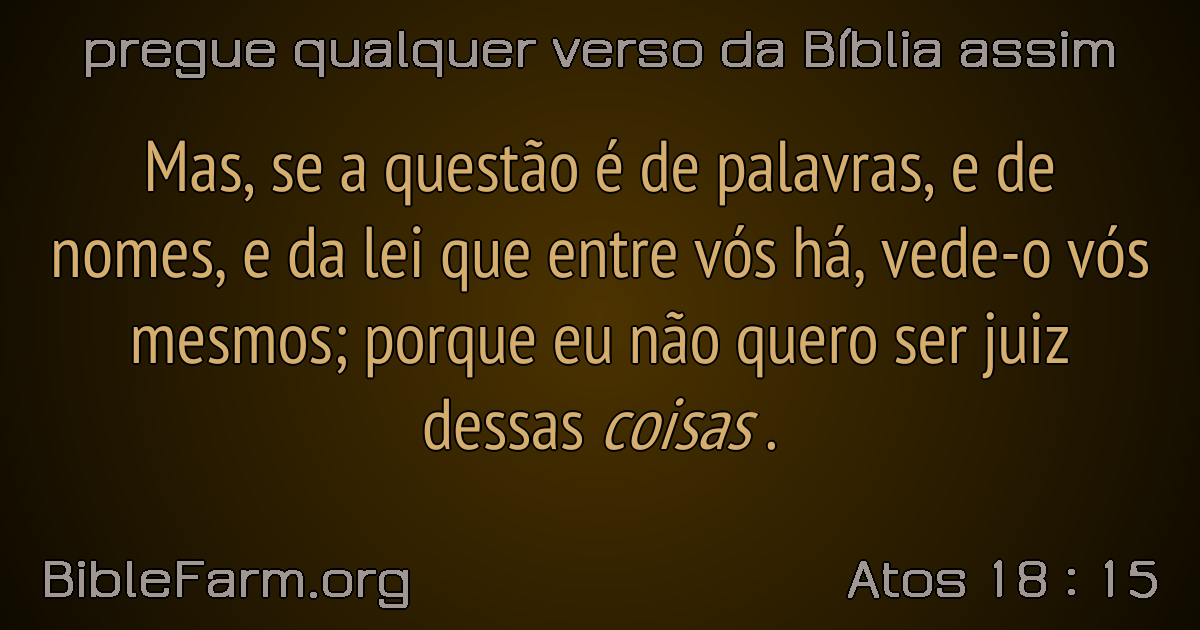 pregue qualquer verso da Bíblia assim
Mas, se a questão é de palavras, e de
nomes, e da lei que entre vós há, vede-o vós
mesmos; porque eu não quero ser juiz
dessas coisas .
BibleFarm.org
Atos 18 : 15